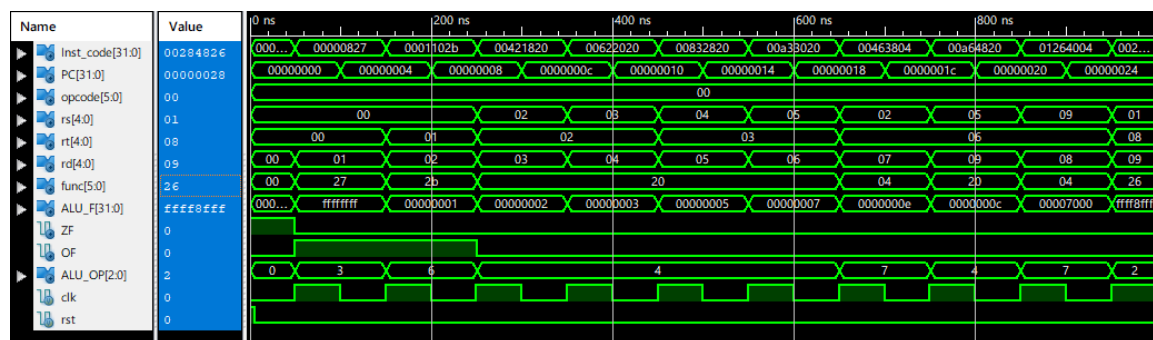 Name Value 0 ns 200 ns 400 ns 600 ns 800 ns
Inst_code[31:0] 00284826 000... 00000827 0001102b 00421820 00622020 00832820 00a33020 00463804 00a64820 01264004 002...
PC[31:0] 00000028 00000000 00000004 00000008 0000000c 00000010 00000014 00000018 0000001c 00000020 00000024
opcode[5:0] 00 00
rs[4:0] 01 00 02 03 04 05 02 05 09 01
rt[4:0] 08 00 01 02 03 06 08
rd[4:0] 09 00 01 02 03 04 05 06 07 09 08 09
func[5:0] 26 00 27 2b 20 04 20 04 26
ALU_F[31:0] ffff8fff 000... ffffffff 00000001 00000002 00000003 00000005 00000007 0000000e 0000000c 00007000 ffff8fff
ZF 0
OF 0
ALU_OP[2:0] 2 0 3 6 4 7 4 7 2
clk 0
rst 0